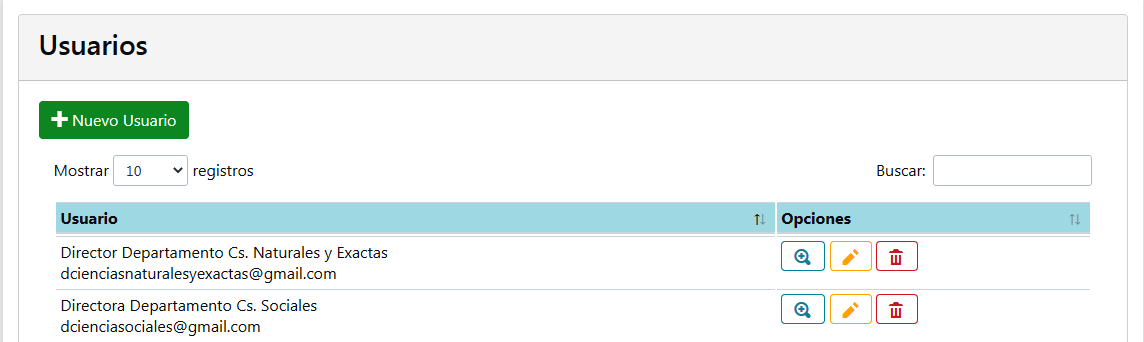 Usuarios
Nuevo Usuario
Mostrar 10 registros
Buscar:
Usuario Opciones
Director Departamento Cs. Naturales y Exactas
dcienciasnaturalesyexactas@gmail.com
Directora Departamento Cs. Sociales
dcienciasociales@gmail.com